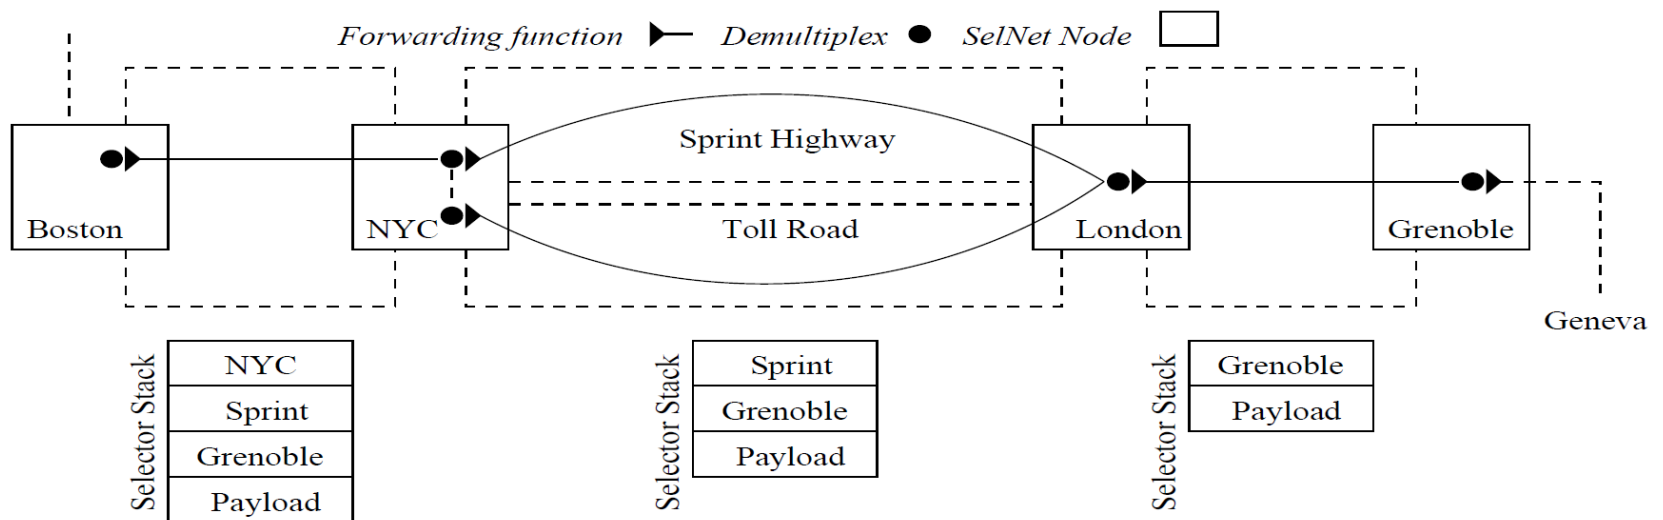 Forwarding function Demultiplex SelNet Node
Sprint Highway
Toll Road
Boston
NYC
London
Grenoble
Geneva
Selector Stack
NYC
Sprint
Grenoble
Payload
Selector Stack
Sprint
Grenoble
Payload
Selector Stack
Grenoble
Payload